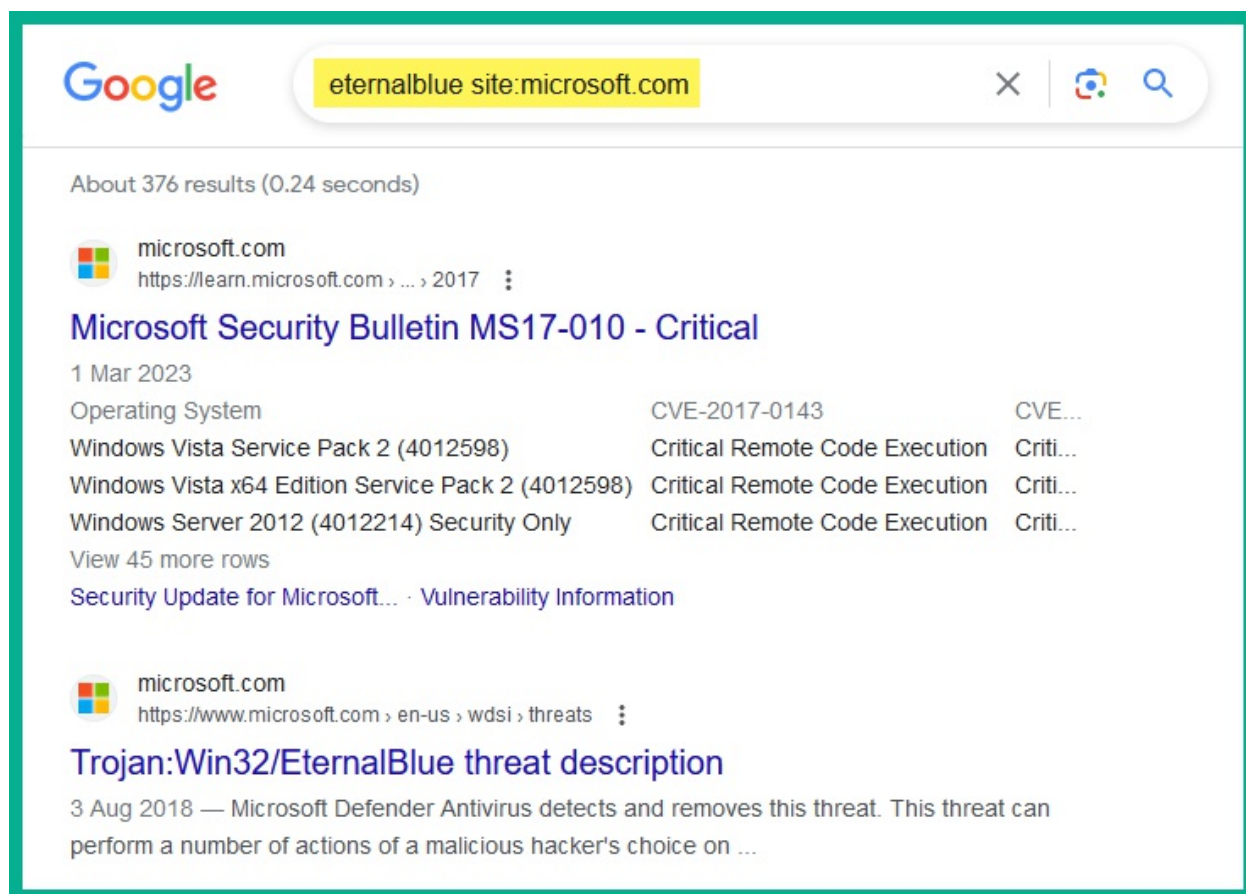 Google
eternalblue site:microsoft.com
About 376 results (0.24 seconds)
microsoft.com
https://learn.microsoft.com › ... › 2017
Microsoft Security Bulletin MS17-010 - Critical
1 Mar 2023
Operating System CVE-2017-0143 CVE...
Windows Vista Service Pack 2 (4012598) Critical Remote Code Execution Criti...
Windows Vista x64 Edition Service Pack 2 (4012598) Critical Remote Code Execution Criti...
Windows Server 2012 (4012214) Security Only Critical Remote Code Execution Criti...
View 45 more rows
Security Update for Microsoft... · Vulnerability Information
microsoft.com
https://www.microsoft.com › en-us › wdsi › threats
Trojan:Win32/EternalBlue threat description
3 Aug 2018 — Microsoft Defender Antivirus detects and removes this threat. This threat can
perform a number of actions of a malicious hacker's choice on ...